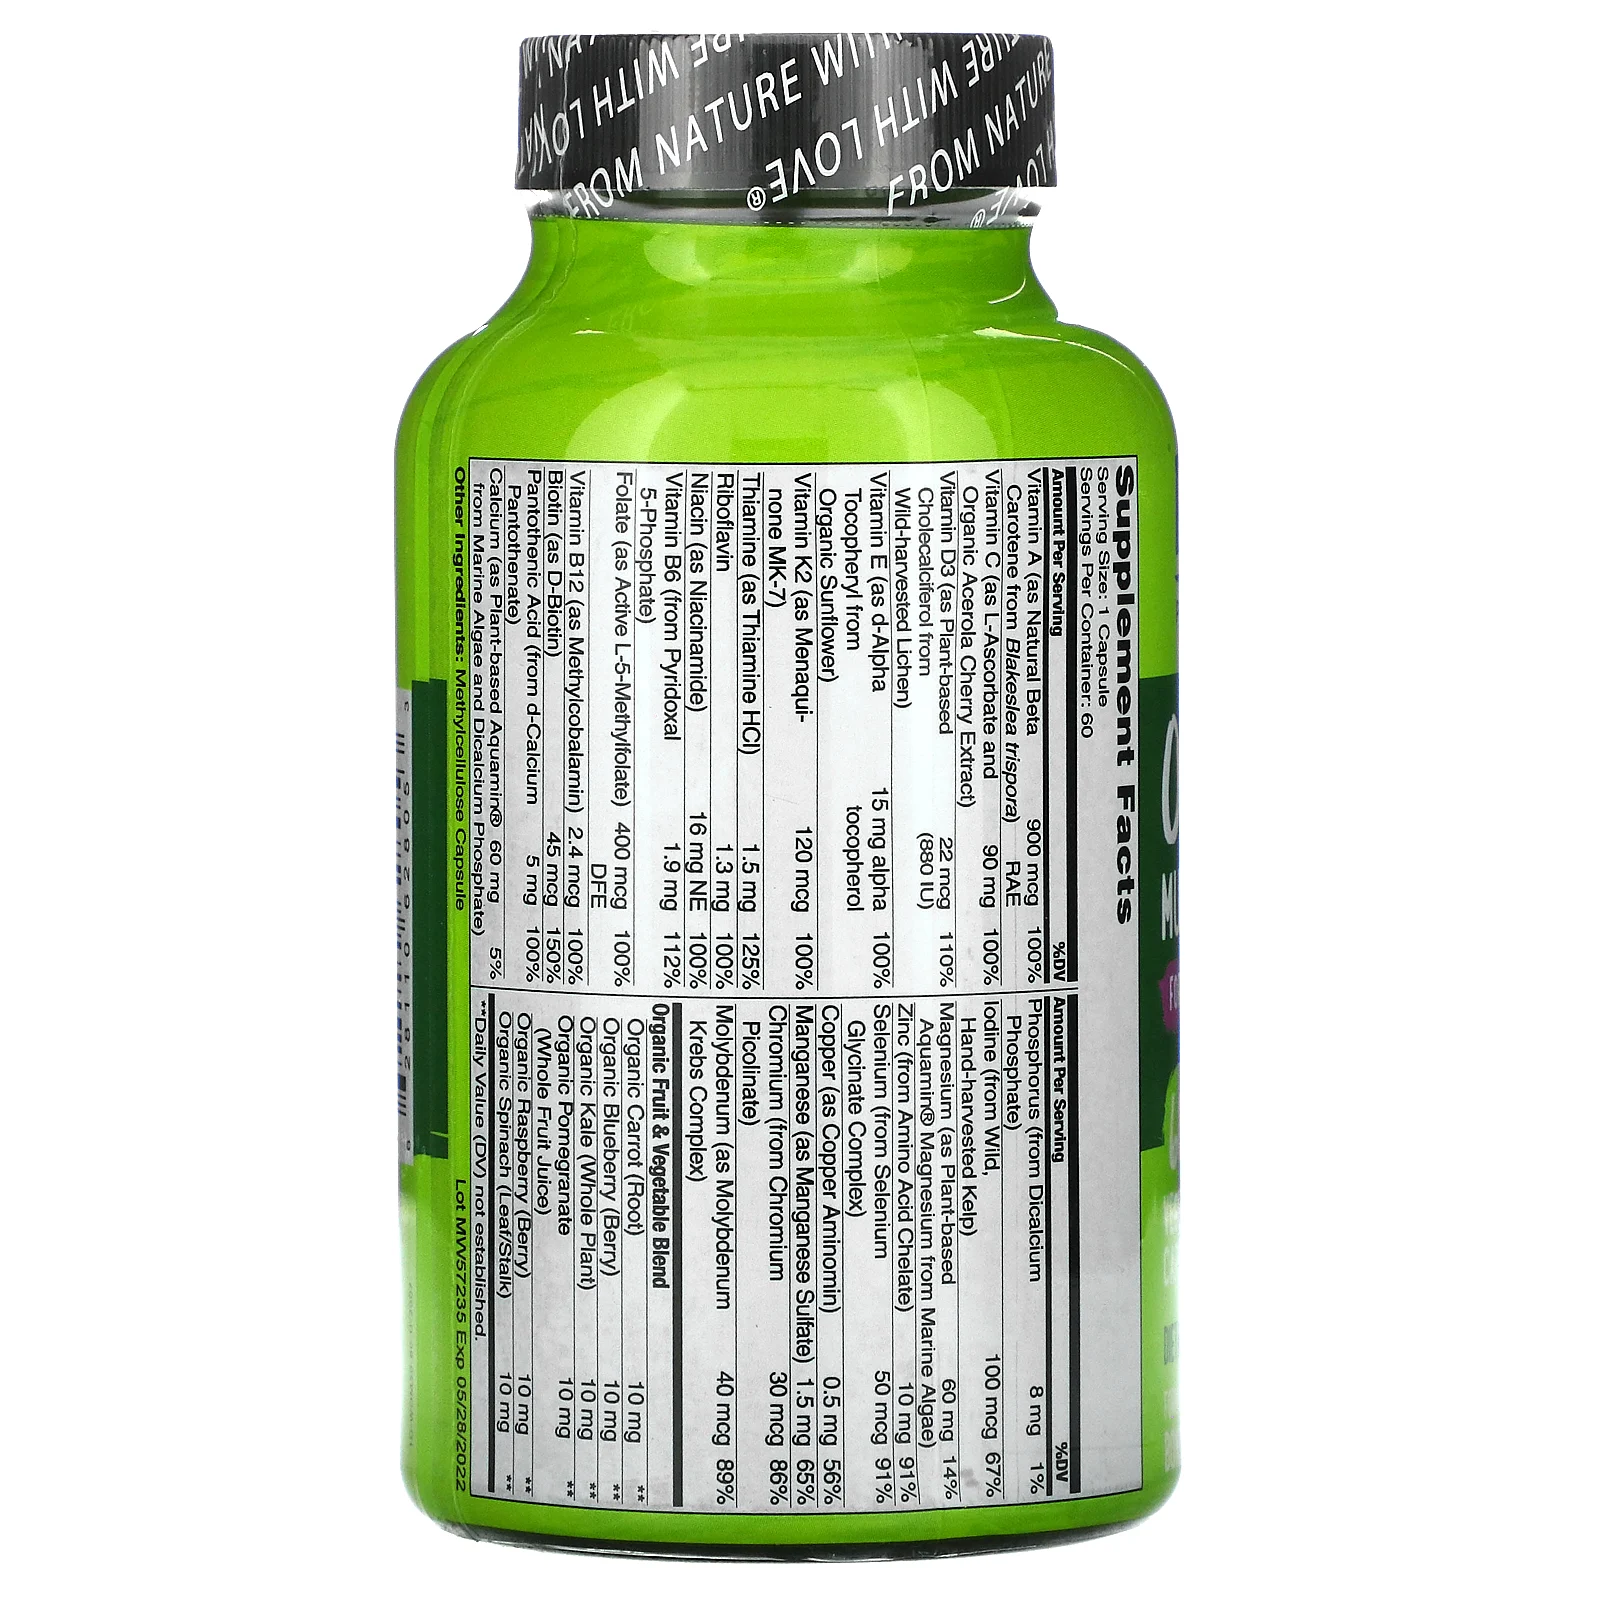 FROM NATURE WITH
®LOVE HTIW
FROM NATURE
Supplement Facts
Serving Size: 1 Capsule
Servings Per Container: 60
Amount Per Serving %DV
Vitamin A (as Natural Beta 900 mcg 100%
Carotene from Blakeslea trispora) RAE
Vitamin C (as L-Ascorbate and 90 mg 100%
Organic Acerola Cherry Extract)
Vitamin D3 (as Plant-based 22 mcg 110%
Cholecalciferol from (880 IU)
Wild-harvested Lichen)
Vitamin E (as d-Alpha 15 mg alpha 100%
Tocopheryl from tocopherol
Organic Sunflower)
Vitamin K2 (as Menaqui- 120 mcg 100%
none MK-7)
Thiamine (as Thiamine HCl) 1.5 mg 125%
Riboflavin 1.3 mg 100%
Niacin (as Niacinamide) 16 mg NE 100%
Vitamin B6 (from Pyridoxal 1.9 mg 112%
5-Phosphate)
Folate (as Active L-5-Methylfolate) 400 mcg 100%
DFE
Vitamin B12 (as Methylcobalamin) 2.4 mcg 100%
Biotin (as D-Biotin) 45 mcg 150%
Pantothenic Acid (from d-Calcium 5 mg 100%
Pantothenate)
Calcium (as Plant-based Aquamin® 60 mg 5%
from Marine Algae and Dicalcium Phosphate)
Amount Per Serving %DV
Phosphorus (from Dicalcium 8 mg 1%
Phosphate)
Iodine (from Wild, 100 mcg 67%
Hand-harvested Kelp)
Magnesium (as Plant-based 60 mg 14%
Aquamin® Magnesium from Marine Algae)
Zinc (from Amino Acid Chelate) 10 mg 91%
Selenium (from Selenium 50 mcg 91%
Glycinate Complex)
Copper (as Copper Aminomin) 0.5 mg 56%
Manganese (as Manganese Sulfate) 1.5 mg 65%
Chromium (from Chromium 30 mcg 86%
Picolinate)
Molybdenum (as Molybdenum 40 mcg 89%
Krebs Complex)
Organic Fruit & Vegetable Blend
Organic Carrot (Root) 10 mg **
Organic Blueberry (Berry) 10 mg **
Organic Kale (Whole Plant) 10 mg **
Organic Pomegranate 10 mg **
(Whole Fruit Juice)
Organic Raspberry (Berry) 10 mg **
Organic Spinach (Leaf/Stalk) 10 mg **
**Daily Value (DV) not established.
Other Ingredients: Methylcellulose Capsule
Lot MW57235 Exp 05/28/2022